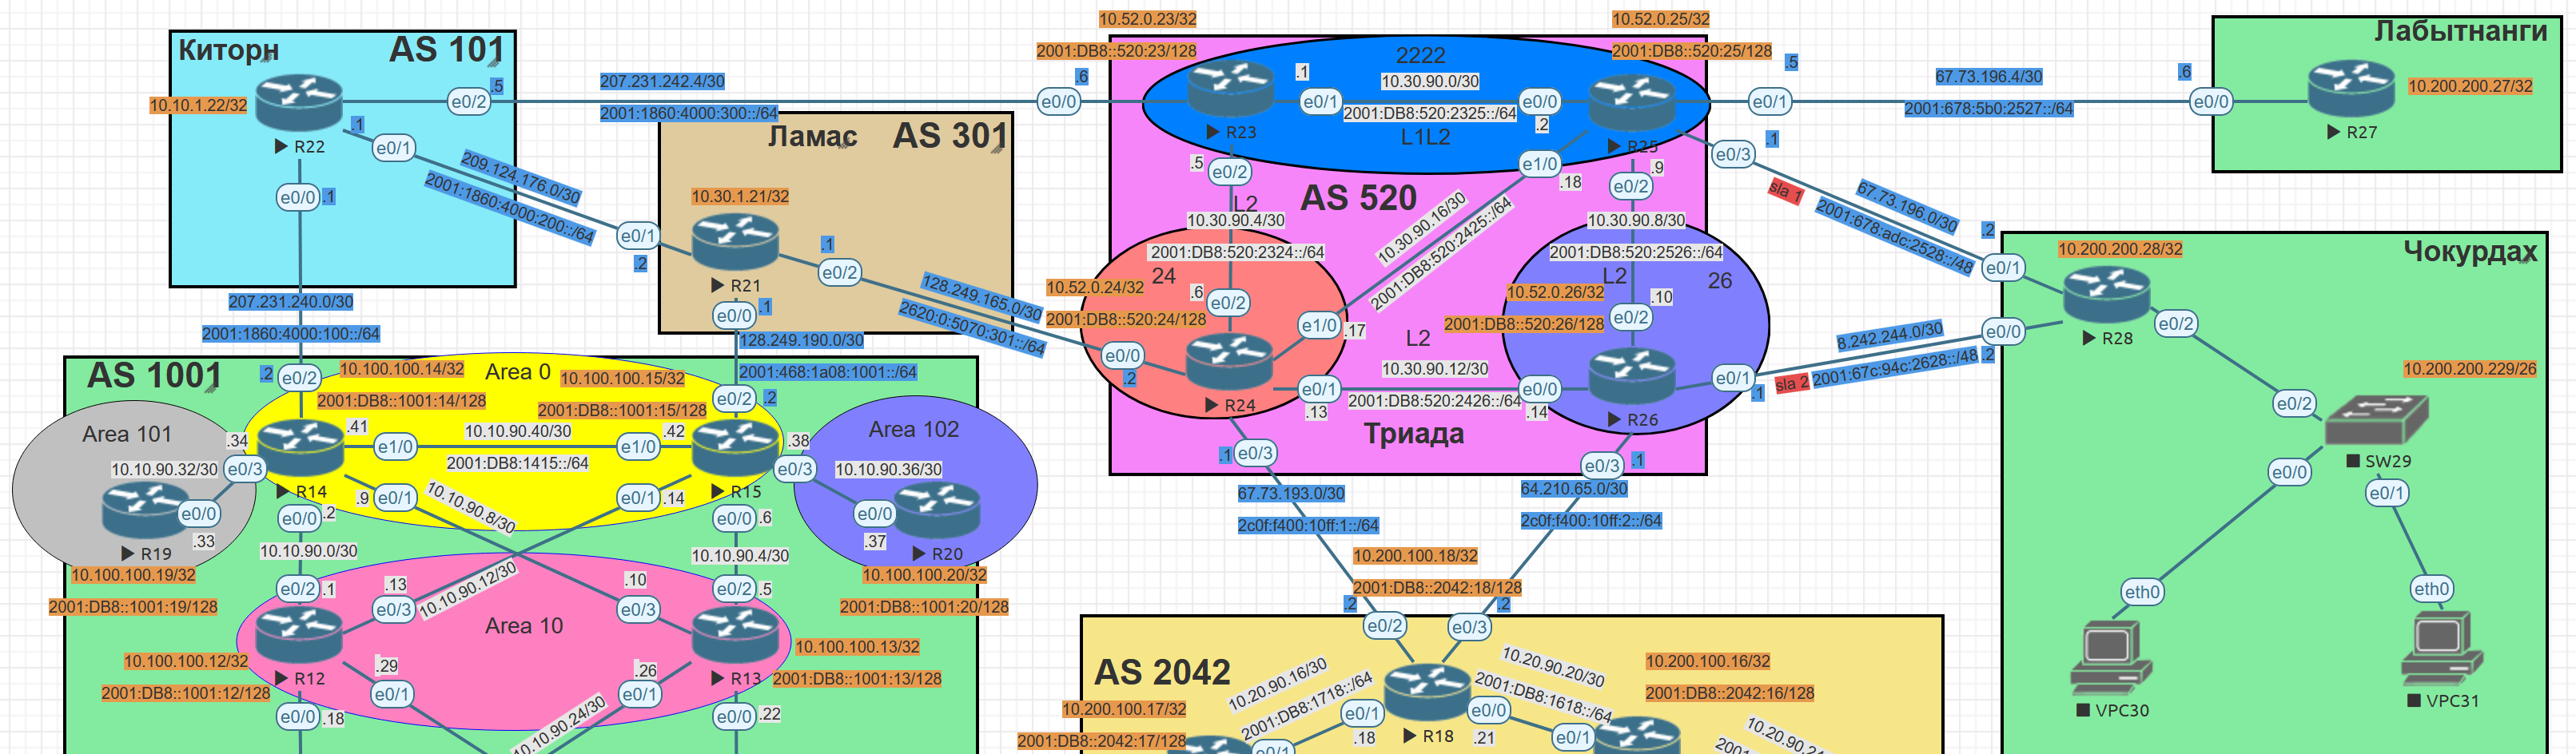 Киторн
AS 101
10.10.1.22/32
R22
e0/2
.5
.1
e0/1
e0/0
.1
207.231.242.4/30
2001:1860:4000:300::/64
209.124.176.0/30
2001:1860:4000:200::/64
207.231.240.0/30
2001:1860:4000:100::/64
Ламас
AS 301
10.30.1.21/32
R21
e0/1
.2
.1
e0/2
e0/0
.1
128.249.165.0/30
2620:0:5070:301::/64
128.249.190.0/30
2001:468:1a08:1001::/64
10.52.0.23/32
2001:DB8::520:23/128
10.52.0.25/32
2001:DB8::520:25/128
.6
e0/0
2222
R23
.1
e0/1
10.30.90.0/30
2001:DB8:520:2325::/64
L1L2
e0/0
.2
R25
.5
e0/1
67.73.196.4/30
2001:678:5b0:2527::/64
.6
e0/0
Лабытнанги
10.200.200.27/32
R27
AS 520
.5
e0/2
L2
10.30.90.4/30
2001:DB8:520:2324::/64
.6
e0/2
e1/0
.18
10.30.90.16/30
2001:DB8:520:2425::/64
e1/0
.17
.9
e0/2
10.30.90.8/30
2001:DB8:520:2526::/64
L2
26
10.52.0.26/32
2001:DB8::520:26/128
.10
e0/2
24
10.52.0.24/32
2001:DB8::520:24/128
e0/0
.2
R24
e0/1
.13
L2
10.30.90.12/30
2001:DB8:520:2426::/64
e0/0
.14
R26
Триада
e0/1
.1
e0/3
.1
sla 1
67.73.196.0/30
2001:678:adc:2528::/48
.2
e0/1
sla 2
8.242.244.0/30
2001:67c:94c:2628::/48
e0/0
.2
Чокурдах
10.200.200.28/32
R28
e0/2
10.200.200.229/26
e0/2
SW29
e0/0
e0/1
eth0
eth0
VPC30
VPC31
.1
e0/3
67.73.193.0/30
2c0f:f400:10ff:1::/64
e0/3
.1
64.210.65.0/30
2c0f:f400:10ff:2::/64
10.200.100.18/32
2001:DB8::2042:18/128
.2
e0/2
.2
e0/3
AS 2042
R18
e0/1
.18
e0/0
.21
10.20.90.16/30
2001:DB8:1718::/64
10.20.90.20/30
2001:DB8:1618::/64
10.200.100.17/32
2001:DB8::2042:17/128
e0/1
10.200.100.16/32
2001:DB8::2042:16/128
e0/1
AS 1001
.2
e0/2
10.100.100.14/32
2001:DB8::1001:14/128
Area 0
10.100.100.15/32
2001:DB8::1001:15/128
e0/2
.2
Area 101
10.10.90.32/30
.34
e0/3
R19
e0/0
.33
10.100.100.19/32
2001:DB8::1001:19/128
R14
.41
e1/0
10.10.90.40/30
2001:DB8:1415::/64
e1/0
.42
R15
.9
e0/1
10.10.90.8/30
e0/1
.14
.38
e0/3
Area 102
10.10.90.36/30
e0/0
.37
R20
10.100.100.20/32
2001:DB8::1001:20/128
e0/0
.2
10.10.90.0/30
e0/2
.1
e0/0
.6
10.10.90.4/30
e0/2
.5
.13
e0/3
10.10.90.12/30
.10
e0/3
Area 10
R12
10.100.100.12/32
2001:DB8::1001:12/128
R13
10.100.100.13/32
2001:DB8::1001:13/128
.29
e0/1
.26
e0/1
10.10.90.24/30
e0/0
.18
e0/0
.22